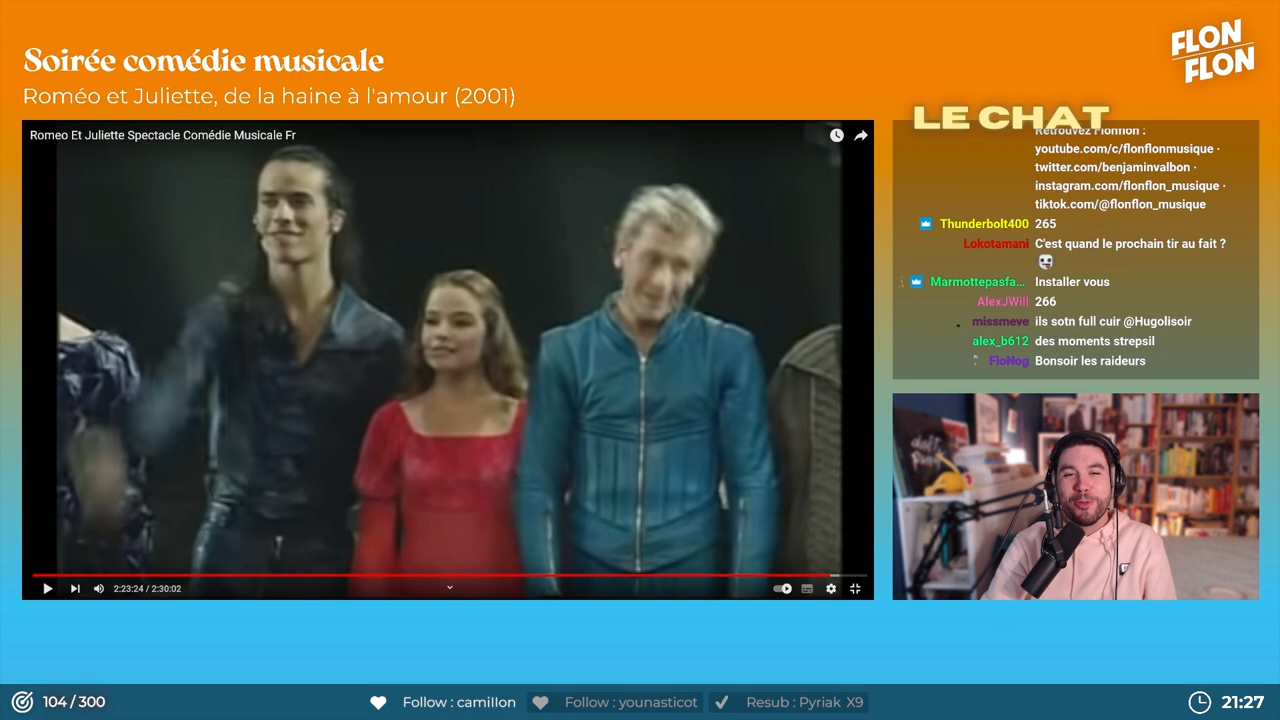 Soirée comédie musicale
Roméo et Juliette, de la haine à l'amour (2001)
FLON
FLON
LE CHAT
Romeo Et Juliette Spectacle Comédie Musicale Fr
Retrouvez Flonflon :
youtube.com/c/flonflonmusique ·
twitter.com/benjaminvalbon ·
instagram.com/flonflon_musique ·
tiktok.com/@flonflon_musique
Thunderbolt400 265
Lokotamani C'est quand le prochain tir au fait ?
Marmottepasfa... Installer vous
AlexJWill 266
missmeve ils sotn full cuir @Hugolisoir
alex_b612 des moments strepsil
FloHog Bonsoir les raideurs
2:23:24 / 2:30:02
104 / 300
Follow : camillon
Follow : younasticot
Resub : Pyriak X9
21:27